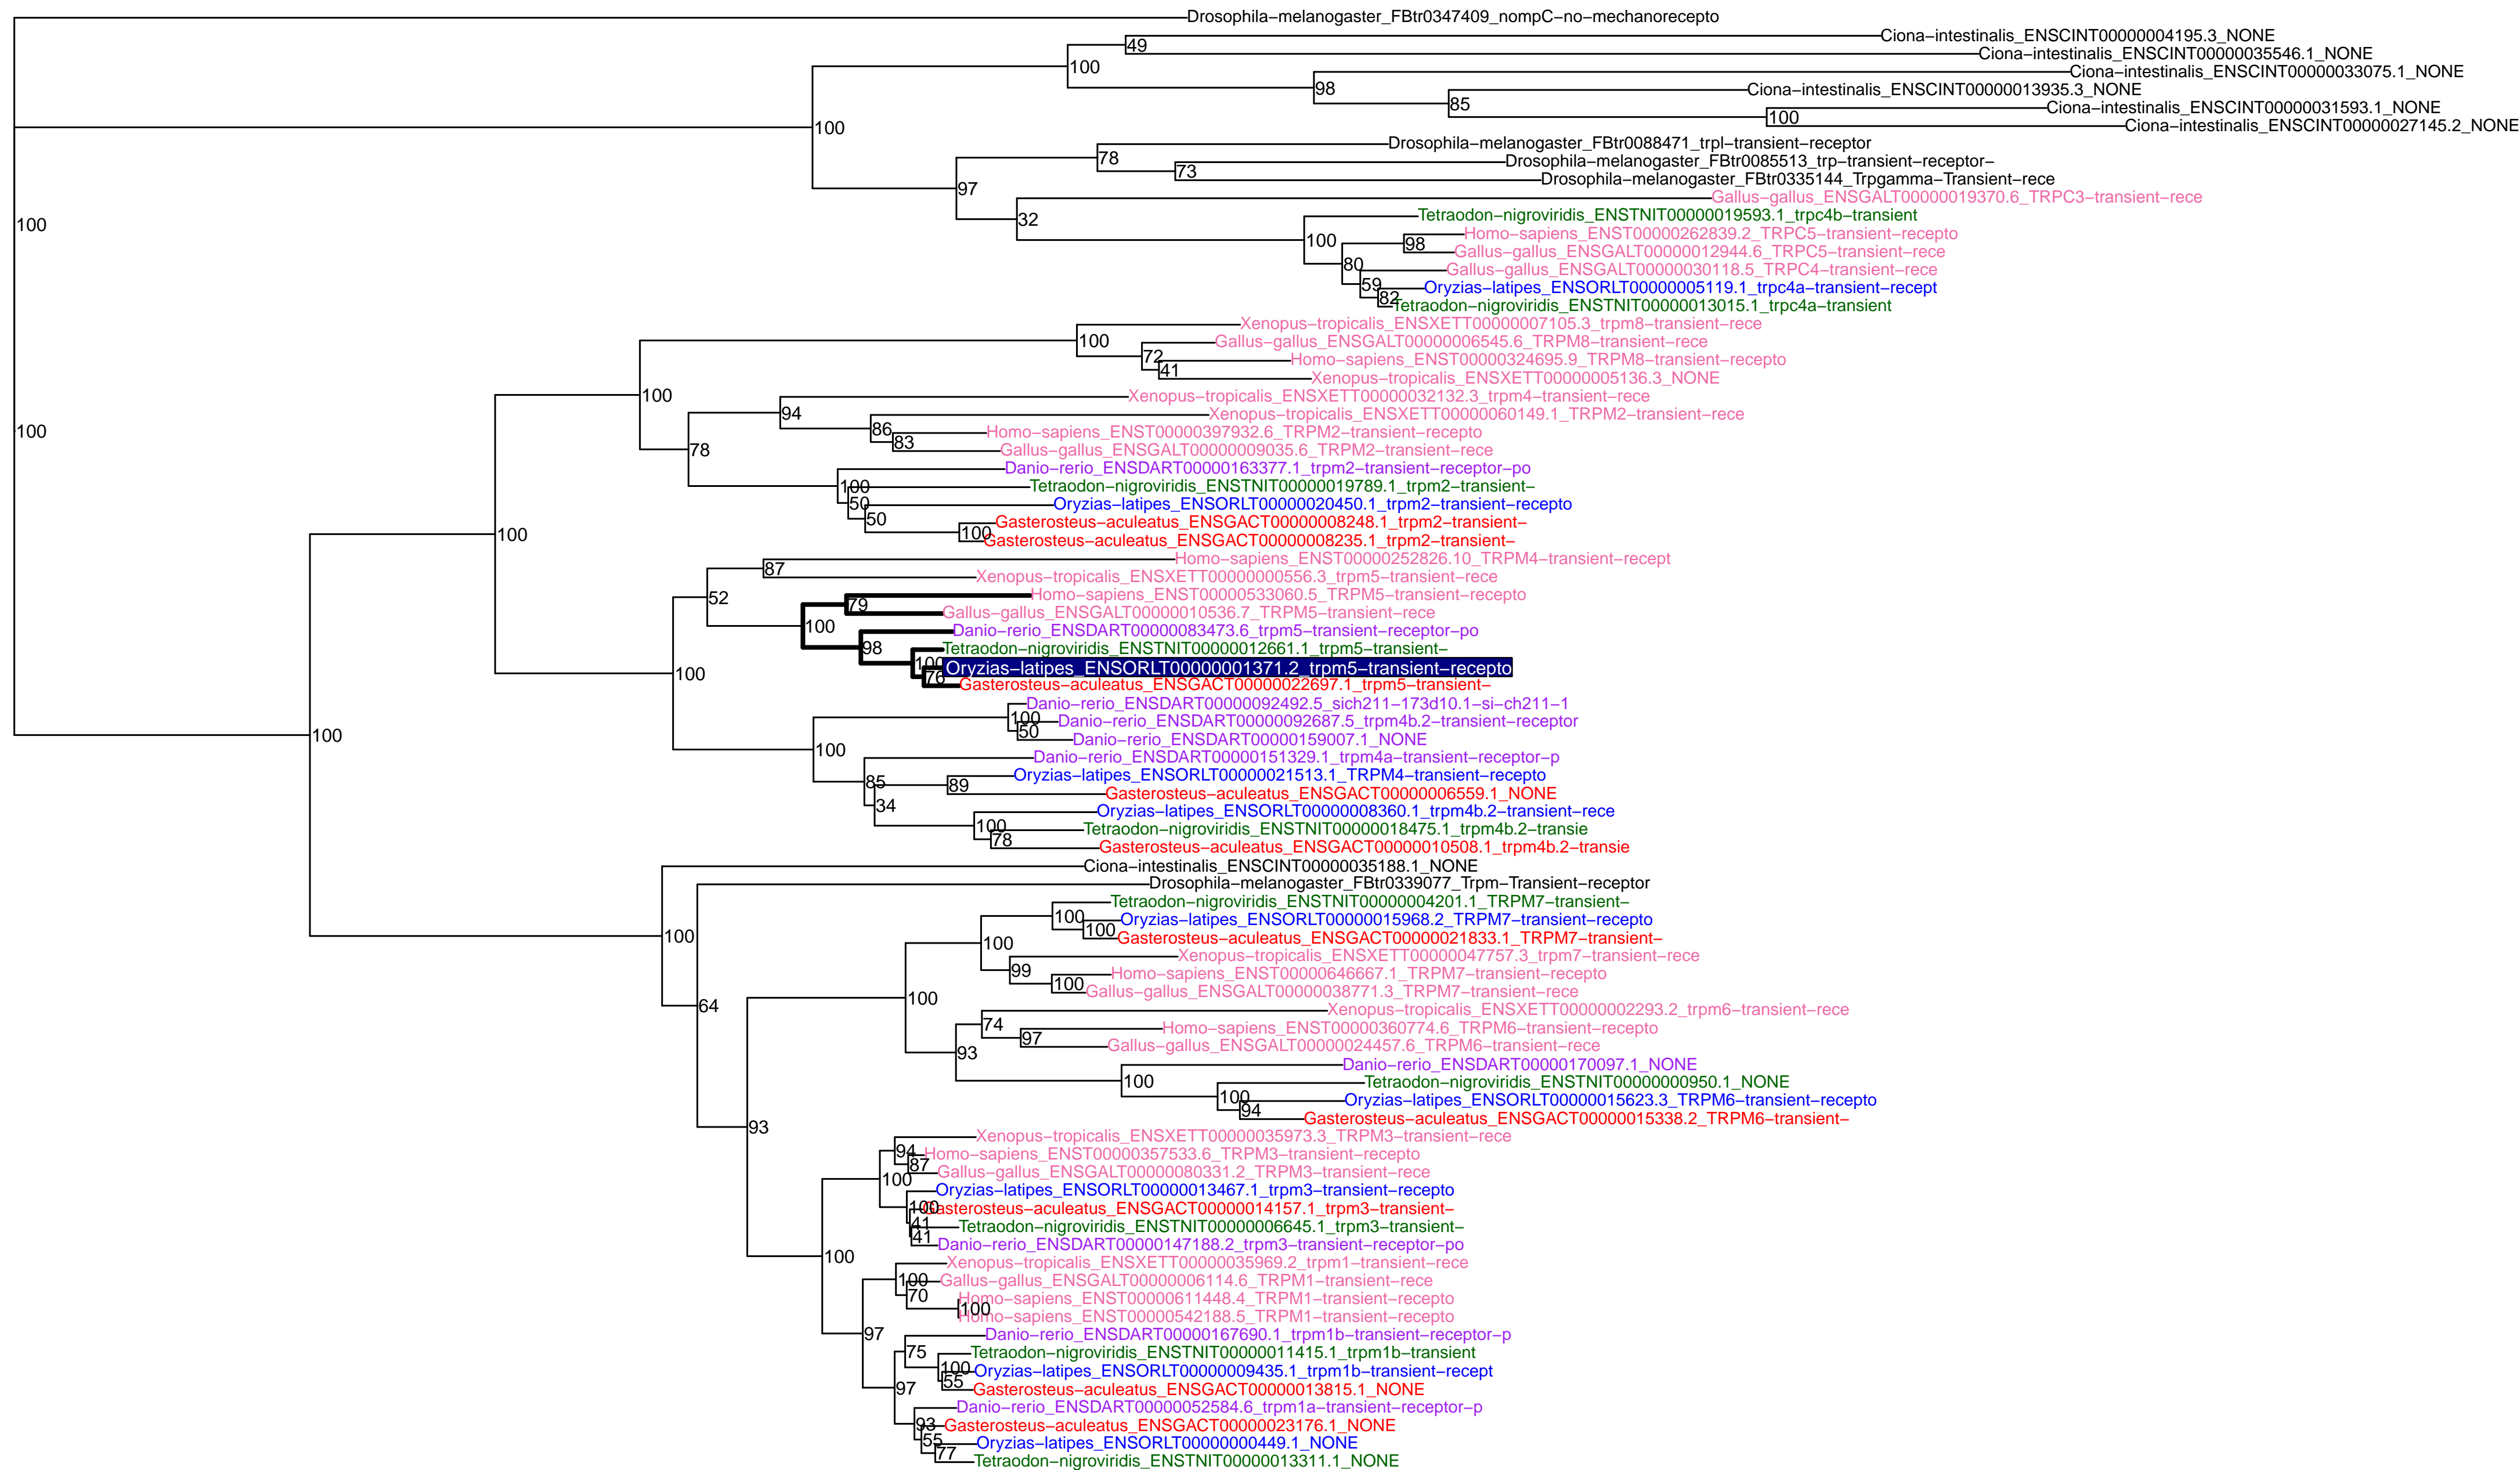 Drosophila−melanogaster_FBtr0347409_nompC−no−mechanorecepto
Ciona−intestinalis_ENSCINT00000004195.3_NONE
49
Ciona−intestinalis_ENSCINT00000035546.1_NONE
100
Ciona−intestinalis_ENSCINT00000033075.1_NONE
98
Ciona−intestinalis_ENSCINT00000013935.3_NONE
85
Ciona−intestinalis_ENSCINT00000031593.1_NONE
100
Ciona−intestinalis_ENSCINT00000027145.2_NONE
100
Drosophila−melanogaster_FBtr0088471_trpl−transient−receptor
78
Drosophila−melanogaster_FBtr0085513_trp−transient−receptor−
73
Drosophila−melanogaster_FBtr0335144_Trpgamma−Transient−rece
97
Gallus−gallus_ENSGALT00000019370.6_TRPC3−transient−rece
32
Tetraodon−nigroviridis_ENSTNIT00000019593.1_trpc4b−transient
100
Homo−sapiens_ENST00000262839.2_TRPC5−transient−recepto
98
Gallus−gallus_ENSGALT00000012944.6_TRPC5−transient−rece
80
Gallus−gallus_ENSGALT00000030118.5_TRPC4−transient−rece
59
Oryzias−latipes_ENSORLT00000005119.1_trpc4a−transient−recept
82
Tetraodon−nigroviridis_ENSTNIT00000013015.1_trpc4a−transient
100
Xenopus−tropicalis_ENSXETT00000007105.3_trpm8−transient−rece
100
Gallus−gallus_ENSGALT00000006545.6_TRPM8−transient−rece
72
Homo−sapiens_ENST00000324695.9_TRPM8−transient−recepto
41
Xenopus−tropicalis_ENSXETT00000005136.3_NONE
100
Xenopus−tropicalis_ENSXETT00000032132.3_trpm4−transient−rece
94
Xenopus−tropicalis_ENSXETT00000060149.1_TRPM2−transient−rece
86
Homo−sapiens_ENST00000397932.6_TRPM2−transient−recepto
83
Gallus−gallus_ENSGALT00000009035.6_TRPM2−transient−rece
78
Danio−rerio_ENSDART00000163377.1_trpm2−transient−receptor−po
100
Tetraodon−nigroviridis_ENSTNIT00000019789.1_trpm2−transient−
50
Oryzias−latipes_ENSORLT00000020450.1_trpm2−transient−recepto
50
Gasterosteus−aculeatus_ENSGACT00000008248.1_trpm2−transient−
100
Gasterosteus−aculeatus_ENSGACT00000008235.1_trpm2−transient−
100
100
Homo−sapiens_ENST00000252826.10_TRPM4−transient−recept
87
Xenopus−tropicalis_ENSXETT00000000556.3_trpm5−transient−rece
52
Homo−sapiens_ENST00000533060.5_TRPM5−transient−recepto
79
Gallus−gallus_ENSGALT00000010536.7_TRPM5−transient−rece
100
Danio−rerio_ENSDART00000083473.6_trpm5−transient−receptor−po
98
Tetraodon−nigroviridis_ENSTNIT00000012661.1_trpm5−transient−
100
Oryzias−latipes_ENSORLT00000001371.2_trpm5−transient−recepto
76
Gasterosteus−aculeatus_ENSGACT00000022697.1_trpm5−transient−
100
Danio−rerio_ENSDART00000092492.5_sich211−173d10.1−si−ch211−1
100
Danio−rerio_ENSDART00000092687.5_trpm4b.2−transient−receptor
50
Danio−rerio_ENSDART00000159007.1_NONE
100
Danio−rerio_ENSDART00000151329.1_trpm4a−transient−receptor−p
85
Oryzias−latipes_ENSORLT00000021513.1_TRPM4−transient−recepto
89
Gasterosteus−aculeatus_ENSGACT00000006559.1_NONE
34
Oryzias−latipes_ENSORLT00000008360.1_trpm4b.2−transient−rece
100
Tetraodon−nigroviridis_ENSTNIT00000018475.1_trpm4b.2−transie
78
Gasterosteus−aculeatus_ENSGACT00000010508.1_trpm4b.2−transie
100
Ciona−intestinalis_ENSCINT00000035188.1_NONE
100
Drosophila−melanogaster_FBtr0339077_Trpm−Transient−receptor
64
Tetraodon−nigroviridis_ENSTNIT00000004201.1_TRPM7−transient−
100
Oryzias−latipes_ENSORLT00000015968.2_TRPM7−transient−recepto
100
Gasterosteus−aculeatus_ENSGACT00000021833.1_TRPM7−transient−
100
Xenopus−tropicalis_ENSXETT00000047757.3_trpm7−transient−rece
99
Homo−sapiens_ENST00000646667.1_TRPM7−transient−recepto
100
Gallus−gallus_ENSGALT00000038771.3_TRPM7−transient−rece
100
Xenopus−tropicalis_ENSXETT00000002293.2_trpm6−transient−rece
74
Homo−sapiens_ENST00000360774.6_TRPM6−transient−recepto
97
Gallus−gallus_ENSGALT00000024457.6_TRPM6−transient−rece
93
Danio−rerio_ENSDART00000170097.1_NONE
100
Tetraodon−nigroviridis_ENSTNIT00000000950.1_NONE
100
Oryzias−latipes_ENSORLT00000015623.3_TRPM6−transient−recepto
94
Gasterosteus−aculeatus_ENSGACT00000015338.2_TRPM6−transient−
93
Xenopus−tropicalis_ENSXETT00000035973.3_TRPM3−transient−rece
94
Homo−sapiens_ENST00000357533.6_TRPM3−transient−recepto
87
Gallus−gallus_ENSGALT00000080331.2_TRPM3−transient−rece
100
Oryzias−latipes_ENSORLT00000013467.1_trpm3−transient−recepto
100
Gasterosteus−aculeatus_ENSGACT00000014157.1_trpm3−transient−
41
Tetraodon−nigroviridis_ENSTNIT00000006645.1_trpm3−transient−
41
Danio−rerio_ENSDART00000147188.2_trpm3−transient−receptor−po
100
Xenopus−tropicalis_ENSXETT00000035969.2_trpm1−transient−rece
100
Gallus−gallus_ENSGALT00000006114.6_TRPM1−transient−rece
70
Homo−sapiens_ENST00000611448.4_TRPM1−transient−recepto
100
Homo−sapiens_ENST00000542188.5_TRPM1−transient−recepto
97
Danio−rerio_ENSDART00000167690.1_trpm1b−transient−receptor−p
75
Tetraodon−nigroviridis_ENSTNIT00000011415.1_trpm1b−transient
100
Oryzias−latipes_ENSORLT00000009435.1_trpm1b−transient−recept
55
Gasterosteus−aculeatus_ENSGACT00000013815.1_NONE
97
Danio−rerio_ENSDART00000052584.6_trpm1a−transient−receptor−p
93
Gasterosteus−aculeatus_ENSGACT00000023176.1_NONE
55
Oryzias−latipes_ENSORLT00000000449.1_NONE
77
Tetraodon−nigroviridis_ENSTNIT00000013311.1_NONE